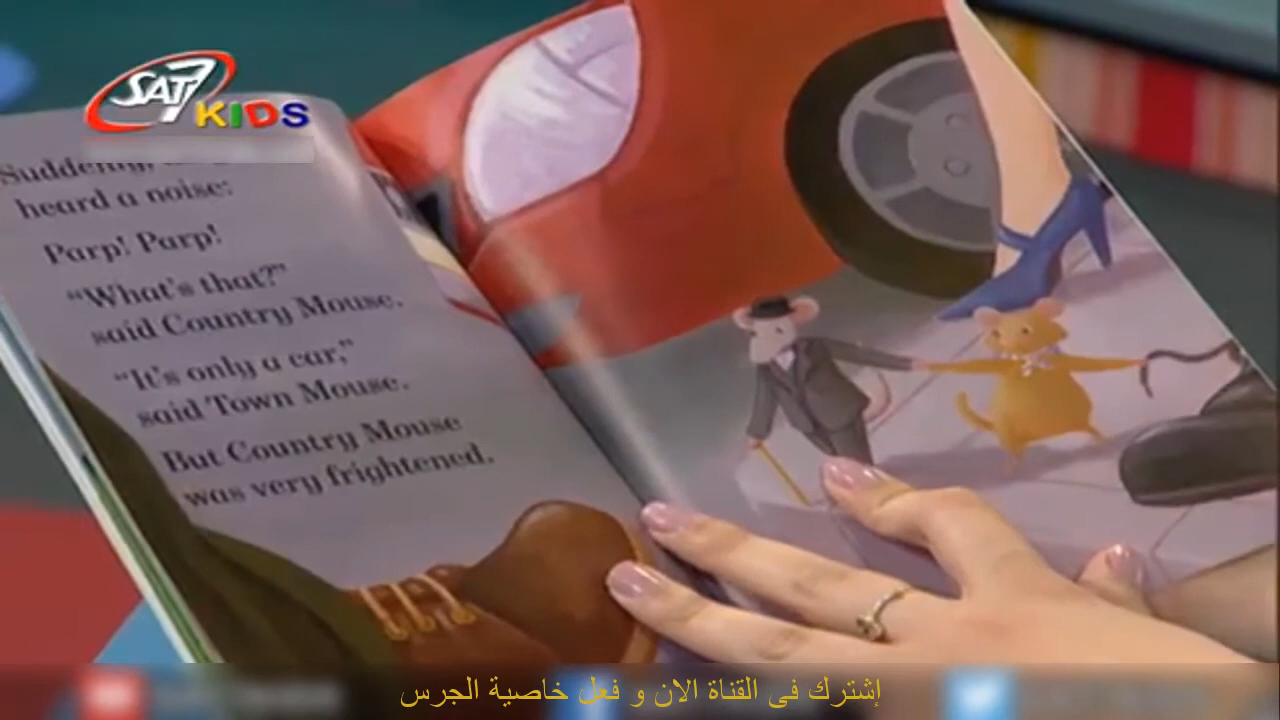 SAT7
KIDS
Suddenly,
heard a noise:
Parp! Parp!
"What's that?"
said Country Mouse.
"It's only a car,"
said Town Mouse.
But Country Mouse
was very frightened.
إشترك فى القناة الان و فعل خاصية الجرس